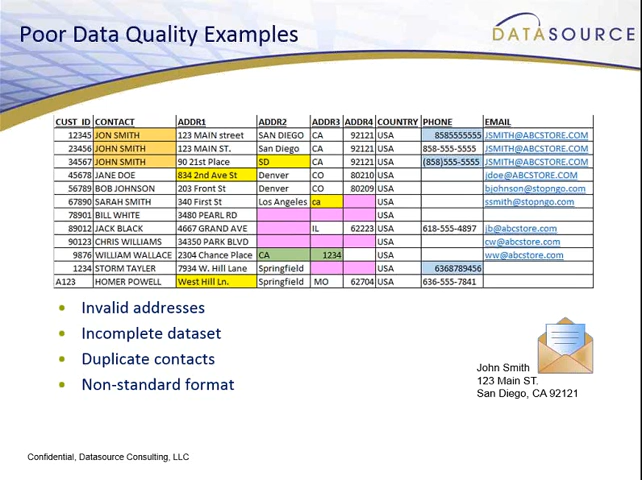 Poor Data Quality Examples
DATASOURCE
CUST_ID CONTACT ADDR1 ADDR2 ADDR3 ADDR4 COUNTRY PHONE EMAIL
12345 JON SMITH 123 MAIN street SAN DIEGO CA 92121 USA 8585555555 JSMITH@ABCSTORE.COM
23456 JOHN SMITH 123 MAIN ST. San Diego CA 92121 USA 858-555-5555 JSMITH@ABCSTORE.COM
34567 JOHN SMITH 90 21st Place SD CA 92121 USA (858)555-5555 JSMITH@ABCSTORE.COM
45678 JANE DOE 834 2nd Ave St Denver CO 80210 USA jdoe@ABCSTORE.COM
56789 BOB JOHNSON 203 Front St Denver CO 80209 USA bjohnson@stopngo.com
67890 SARAH SMITH 340 First St Los Angeles ca USA ssmith@stopngo.com
78901 BILL WHITE 3480 PEARL RD USA
89012 JACK BLACK 4667 GRAND AVE IL 62223 USA 618-555-4897 jb@abcstore.com
90123 CHRIS WILLIAMS 34350 PARK BLVD USA cw@abcstore.com
9876 WILLIAM WALLACE 2304 Chance Place CA 1234 USA ww@abcstore.com
1234 STORM TAYLER 7934 W. Hill Lane Springfield USA 6368789456
A123 HOMER POWELL West Hill Ln. Springfield MO 62704 USA 636-555-7841
• Invalid addresses
• Incomplete dataset
• Duplicate contacts
• Non-standard format
John Smith
123 Main ST.
San Diego, CA 92121
Confidential, Datasource Consulting, LLC